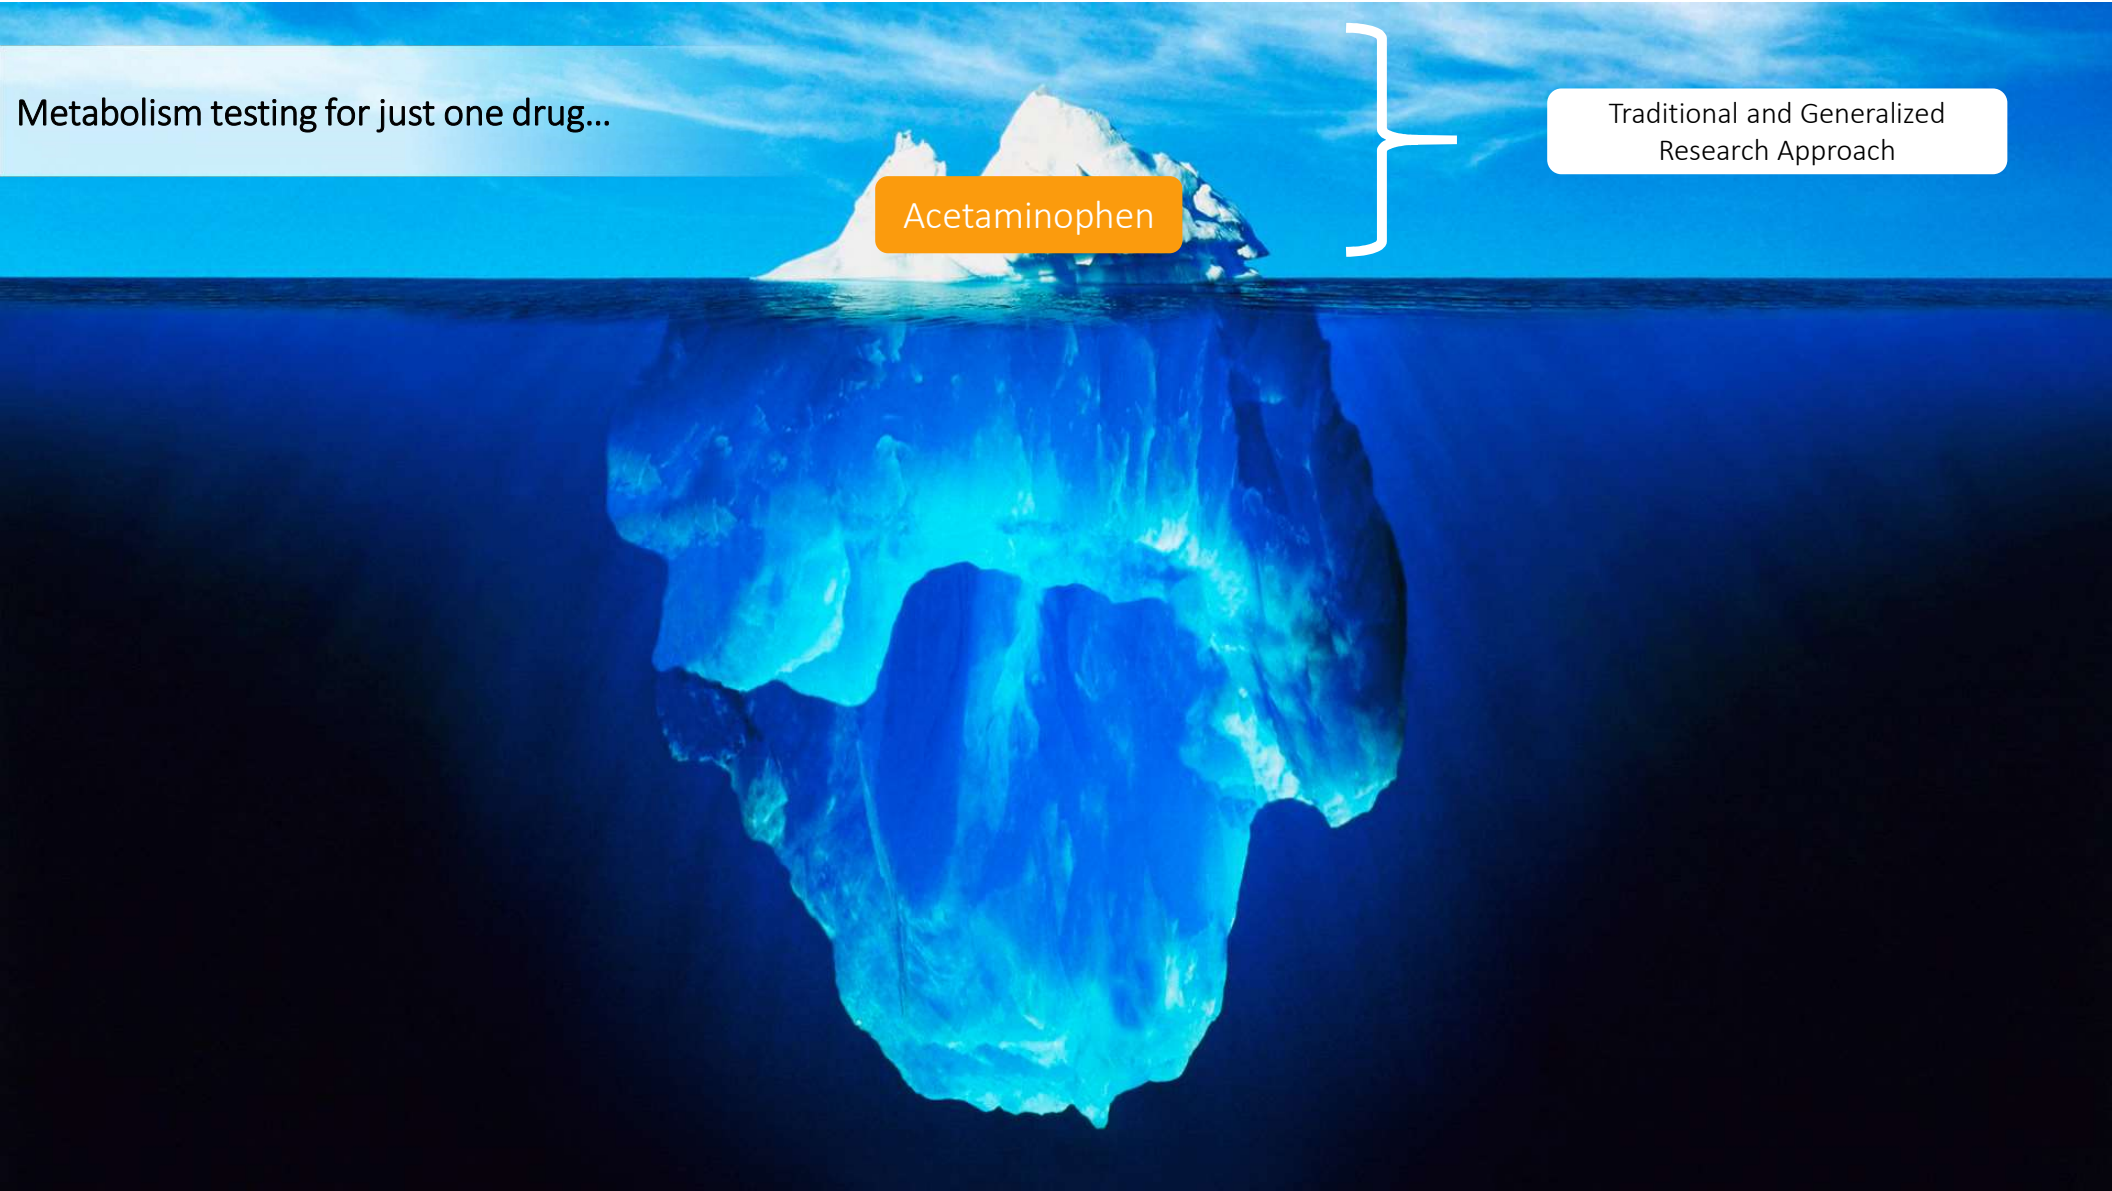 Metabolism testing for just one drug...
Traditional and Generalized
Research Approach
Acetaminophen